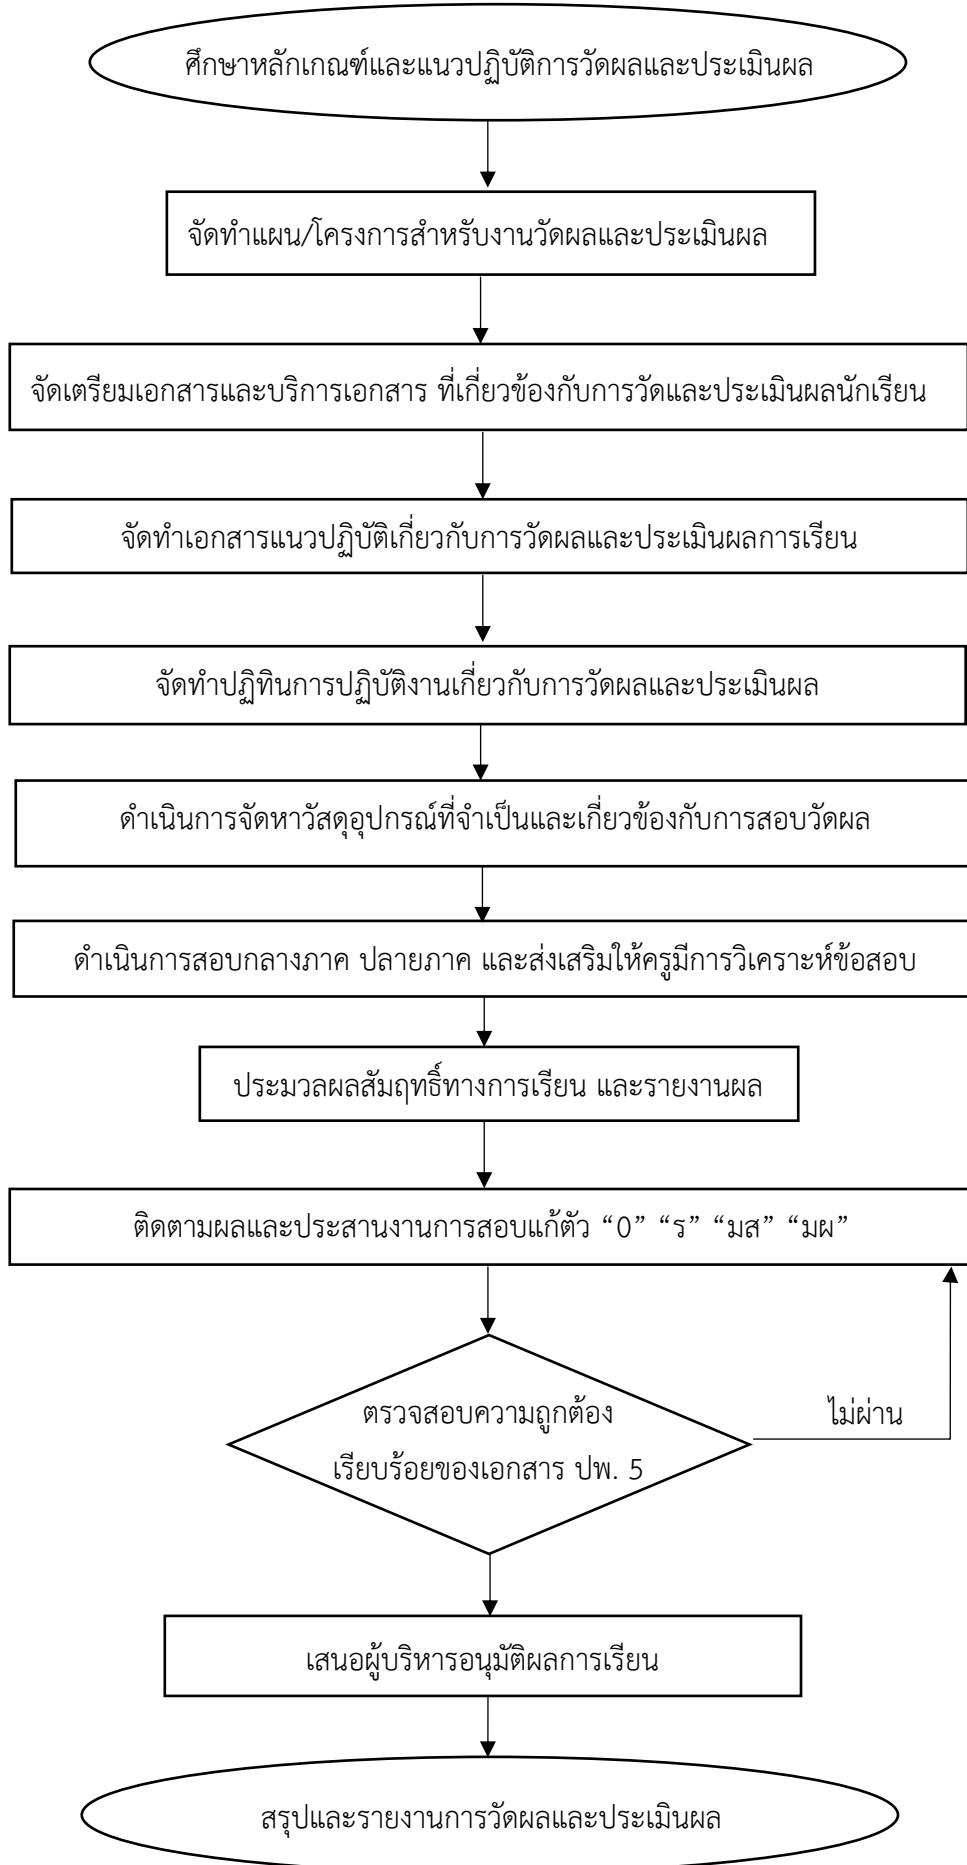 ศึกษาหลักเกณฑ์และแนวปฏิบัติการวัดผลและประเมินผล
จัดทำแผน/โครงการสำหรับงานวัดผลและประเมินผล
จัดเตรียมเอกสารและบริการเอกสาร ที่เกี่ยวข้องกับการวัดและประเมินผลนักเรียน
จัดทำเอกสารแนวปฏิบัติเกี่ยวกับการวัดผลและประเมินผลการเรียน
จัดทำปฏิทินการปฏิบัติงานเกี่ยวกับการวัดผลและประเมินผล
ดำเนินการจัดหาวัสดุอุปกรณ์ที่จำเป็นและเกี่ยวข้องกับการสอบวัดผล
ดำเนินการสอบกลางภาค ปลายภาค และส่งเสริมให้ครูมีการวิเคราะห์ข้อสอบ
ประมวลผลสัมฤทธิ์ทางการเรียน และรายงานผล
ติดตามผลและประสานงานการสอบแก้ตัว “0” “ร” “มส” “มผ”
ตรวจสอบความถูกต้อง
เรียบร้อยของเอกสาร ปพ. 5
ไม่ผ่าน
เสนอผู้บริหารอนุมัติผลการเรียน
สรุปและรายงานการวัดผลและประเมินผล